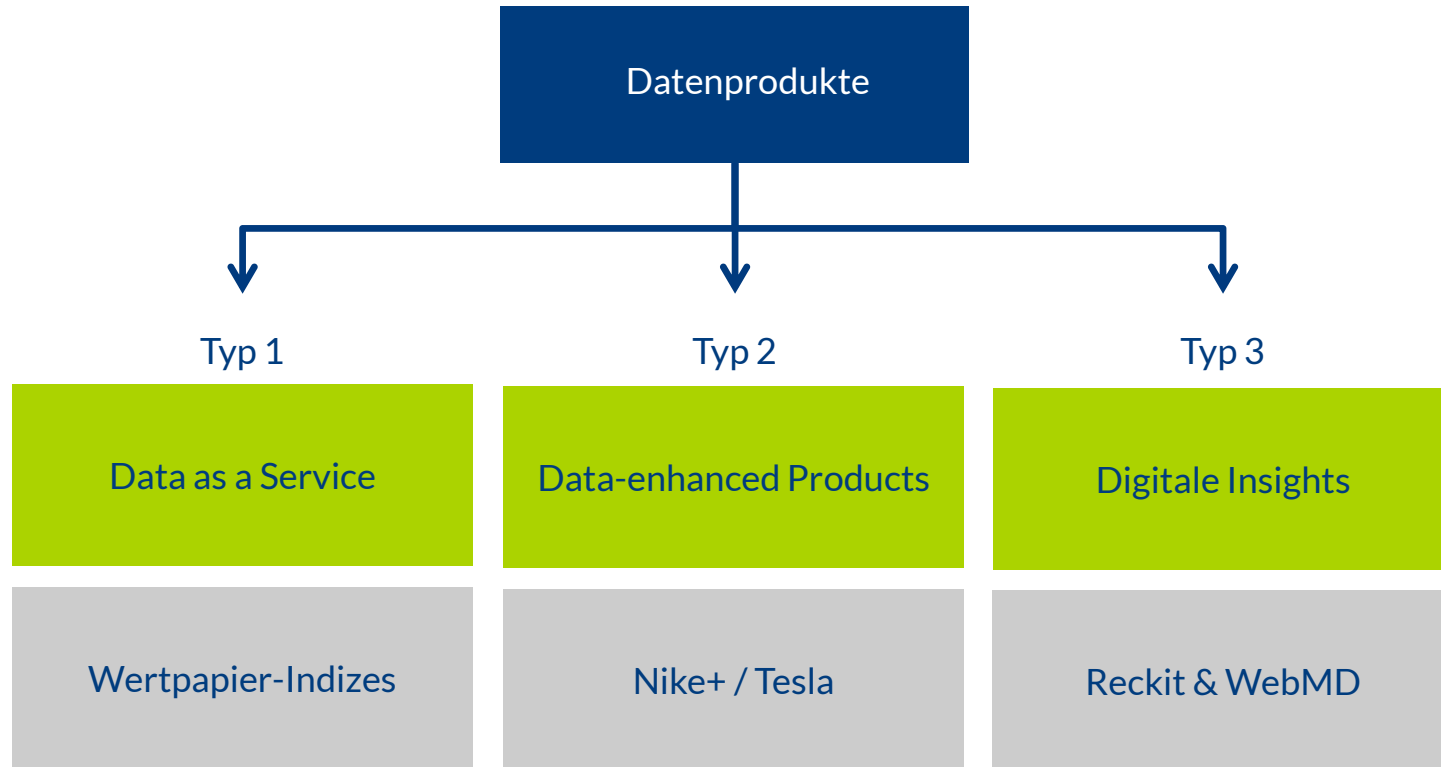 Datenprodukte
Typ 1
Typ 2
Typ 3
Data as a Service
Data-enhanced Products
Digitale Insights
Wertpapier-Indizes
Nike+ / Tesla
Reckit & WebMD